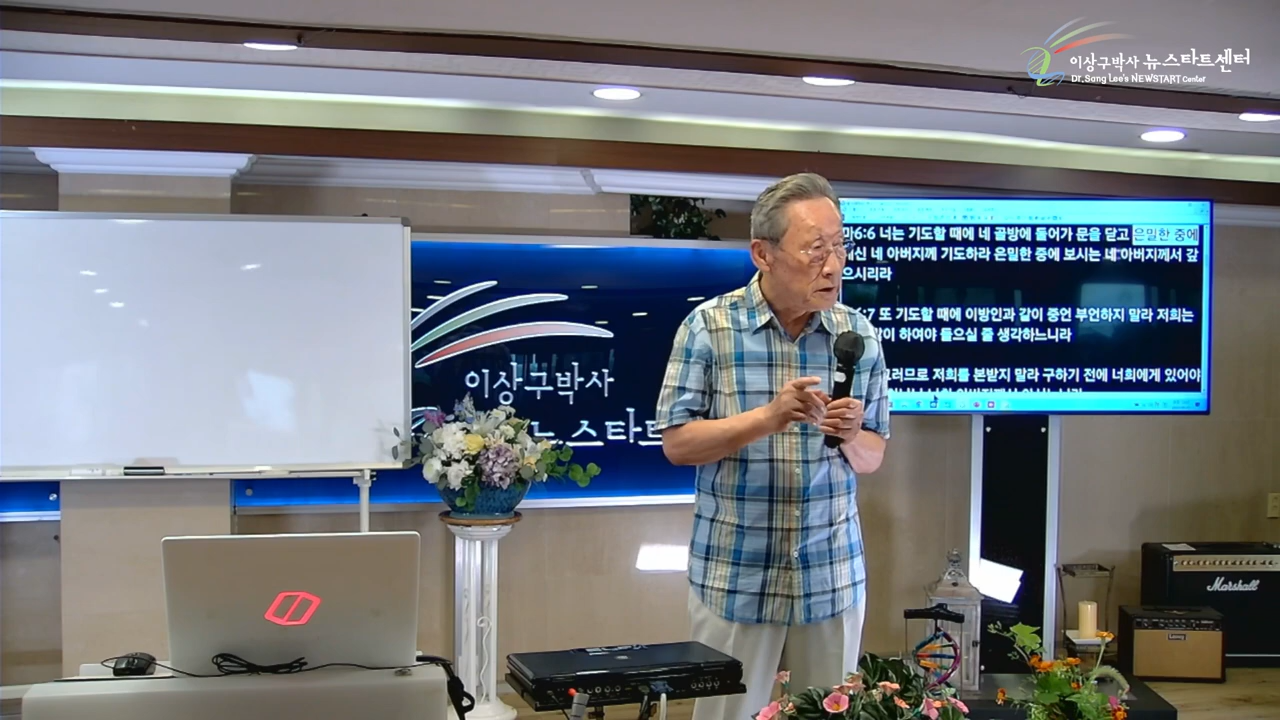 이상구박사 뉴스타트센터
Dr. Sang Lee's NEWSTART Center
마6:6 너는 기도할 때에 네 골방에 들어가 문을 닫고 은밀한 중에
네 아버지께 기도하라 은밀한 중에 보시는 네 아버지께서 갚
으시리라
:7 또 기도할 때에 이방인과 같이 중언 부언하지 말라 저희는
하여야 들으실 줄 생각하느니라
그러므로 저희를 본받지 말라 구하기 전에 너희에게 있어야
이상구박사
뉴스타트
Marshall
Laney